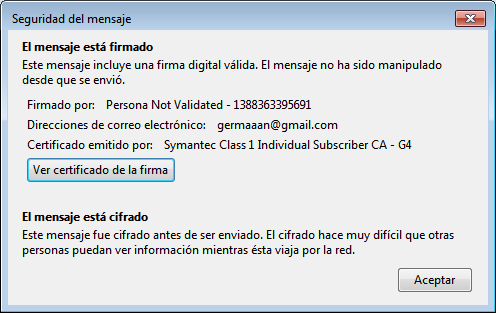 Seguridad del mensaje
El mensaje está firmado
Este mensaje incluye una firma digital válida. El mensaje no ha sido manipulado
desde que se envió.
Firmado por: Persona Not Validated - 1388363395691
Direcciones de correo electrónico: germaaan@gmail.com
Certificado emitido por: Symantec Class 1 Individual Subscriber CA - G4
Ver certificado de la firma
El mensaje está cifrado
Este mensaje fue cifrado antes de ser enviado. El cifrado hace muy difícil que otras
personas puedan ver información mientras ésta viaja por la red.
Aceptar